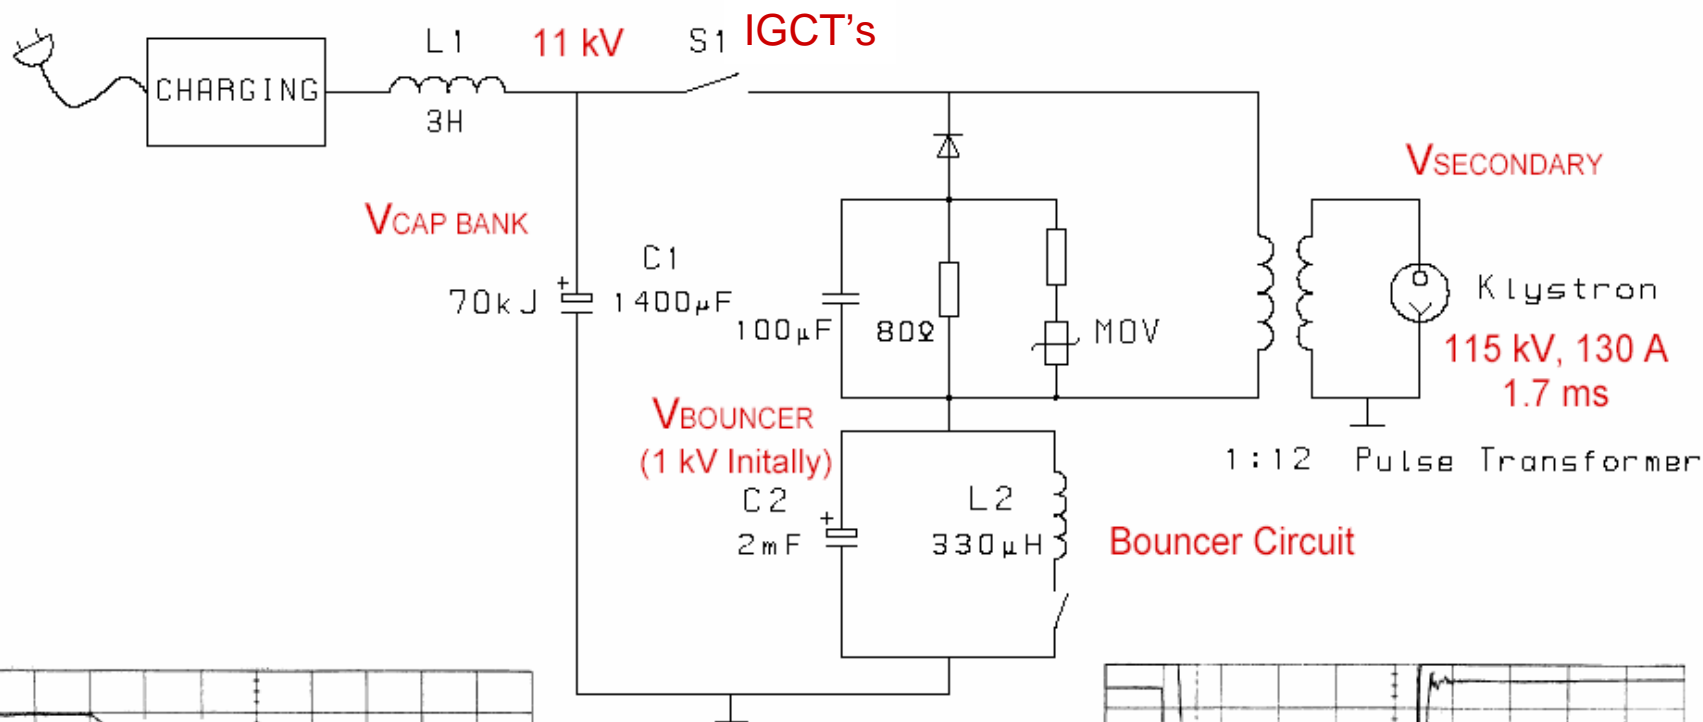 L1
11 kV
S1 IGCT's
CHARGING
3H
VSECONDARY
VCAP BANK
C1
70kJ
+
1400µF
100µF
80Ω
MOV
Klystron
115 kV, 130 A
1.7 ms
VBOUNCER
(1 kV Initally)
1:12 Pulse Transformer
C2
+
2mF
L2
330µH
Bouncer Circuit